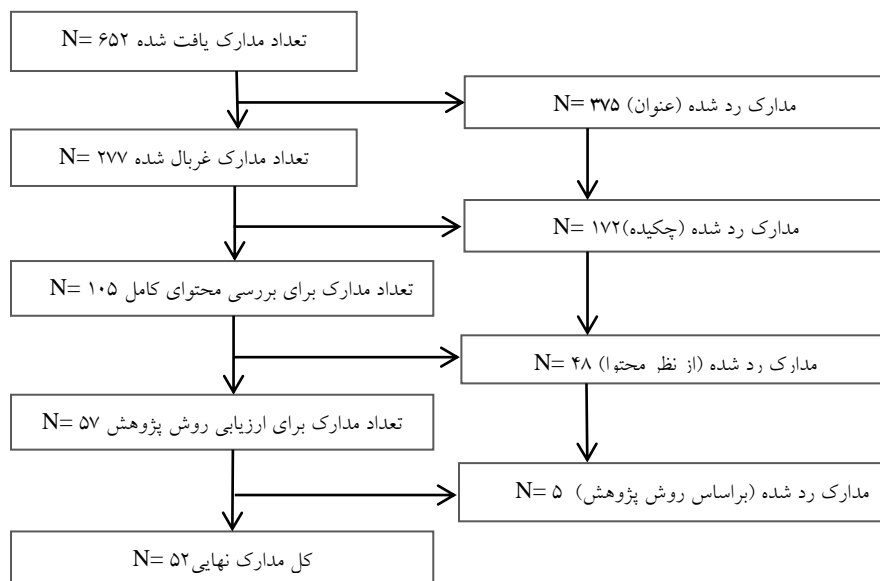 تعداد مدارک یافت شده N= ۶۵۲
مدارک رد شده (عنوان) N= ۳۷۵
تعداد مدارک غربال شده N= ۲۷۷
مدارک رد شده (چکیده) N= ۱۷۲
تعداد مدارک برای بررسی محتوای کامل N= ۱۰۵
مدارک رد شده (از نظر محتوا) N= ۴۸
تعداد مدارک برای ارزیابی روش پژوهش N= ۵۷
مدارک رد شده (براساس روش پژوهش) N= ۵
کل مدارک نهایی N= ۵۲